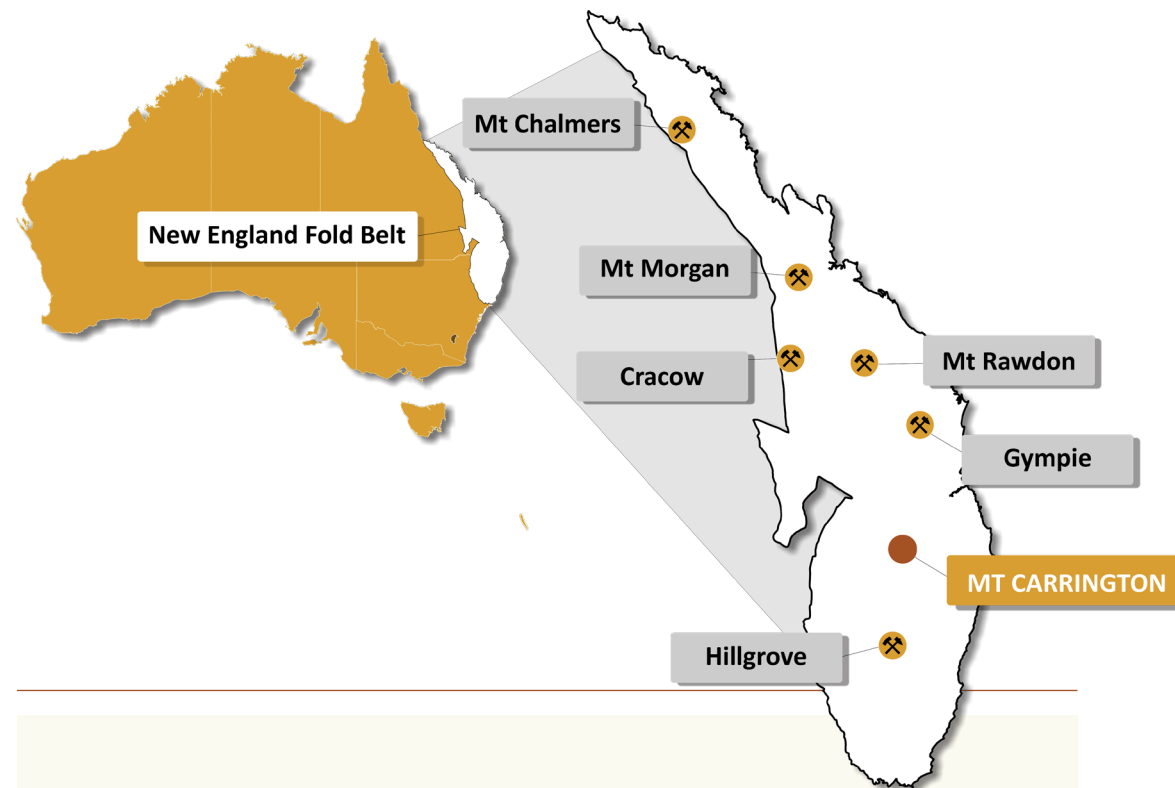 Mt Chalmers
New England Fold Belt
Mt Morgan
Cracow
Mt Rawdon
Gympie
MT CARRINGTON
Hillgrove